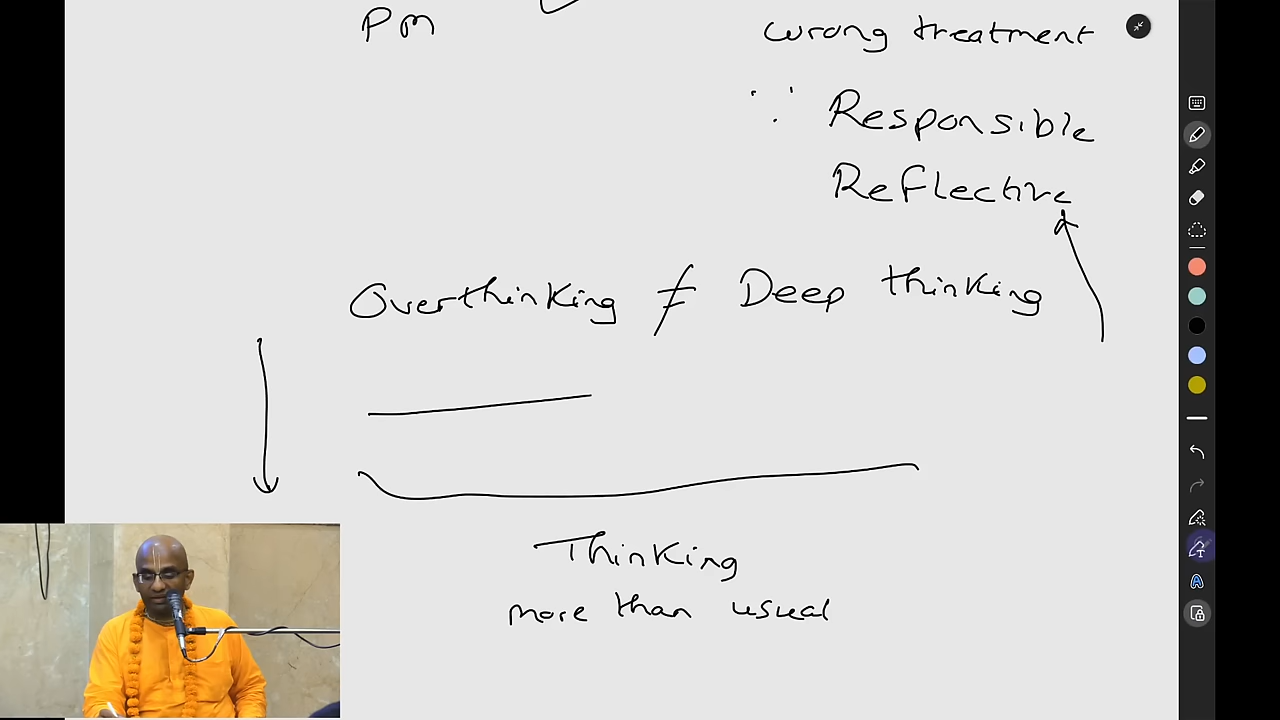 PM
wrong treatment
∵ Responsible
Reflective
Overthinking ≠ Deep thinking
Thinking
more than usual